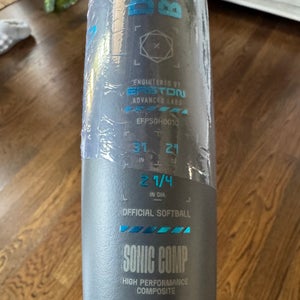 ENGINEERED BY
EASTON
ADVANCED LABS
31 21
IN
2 1/4
IN DIA.
OFFICIAL SOFTBALL
SONIC COMP
HIGH PERFORMANCE
COMPOSITE